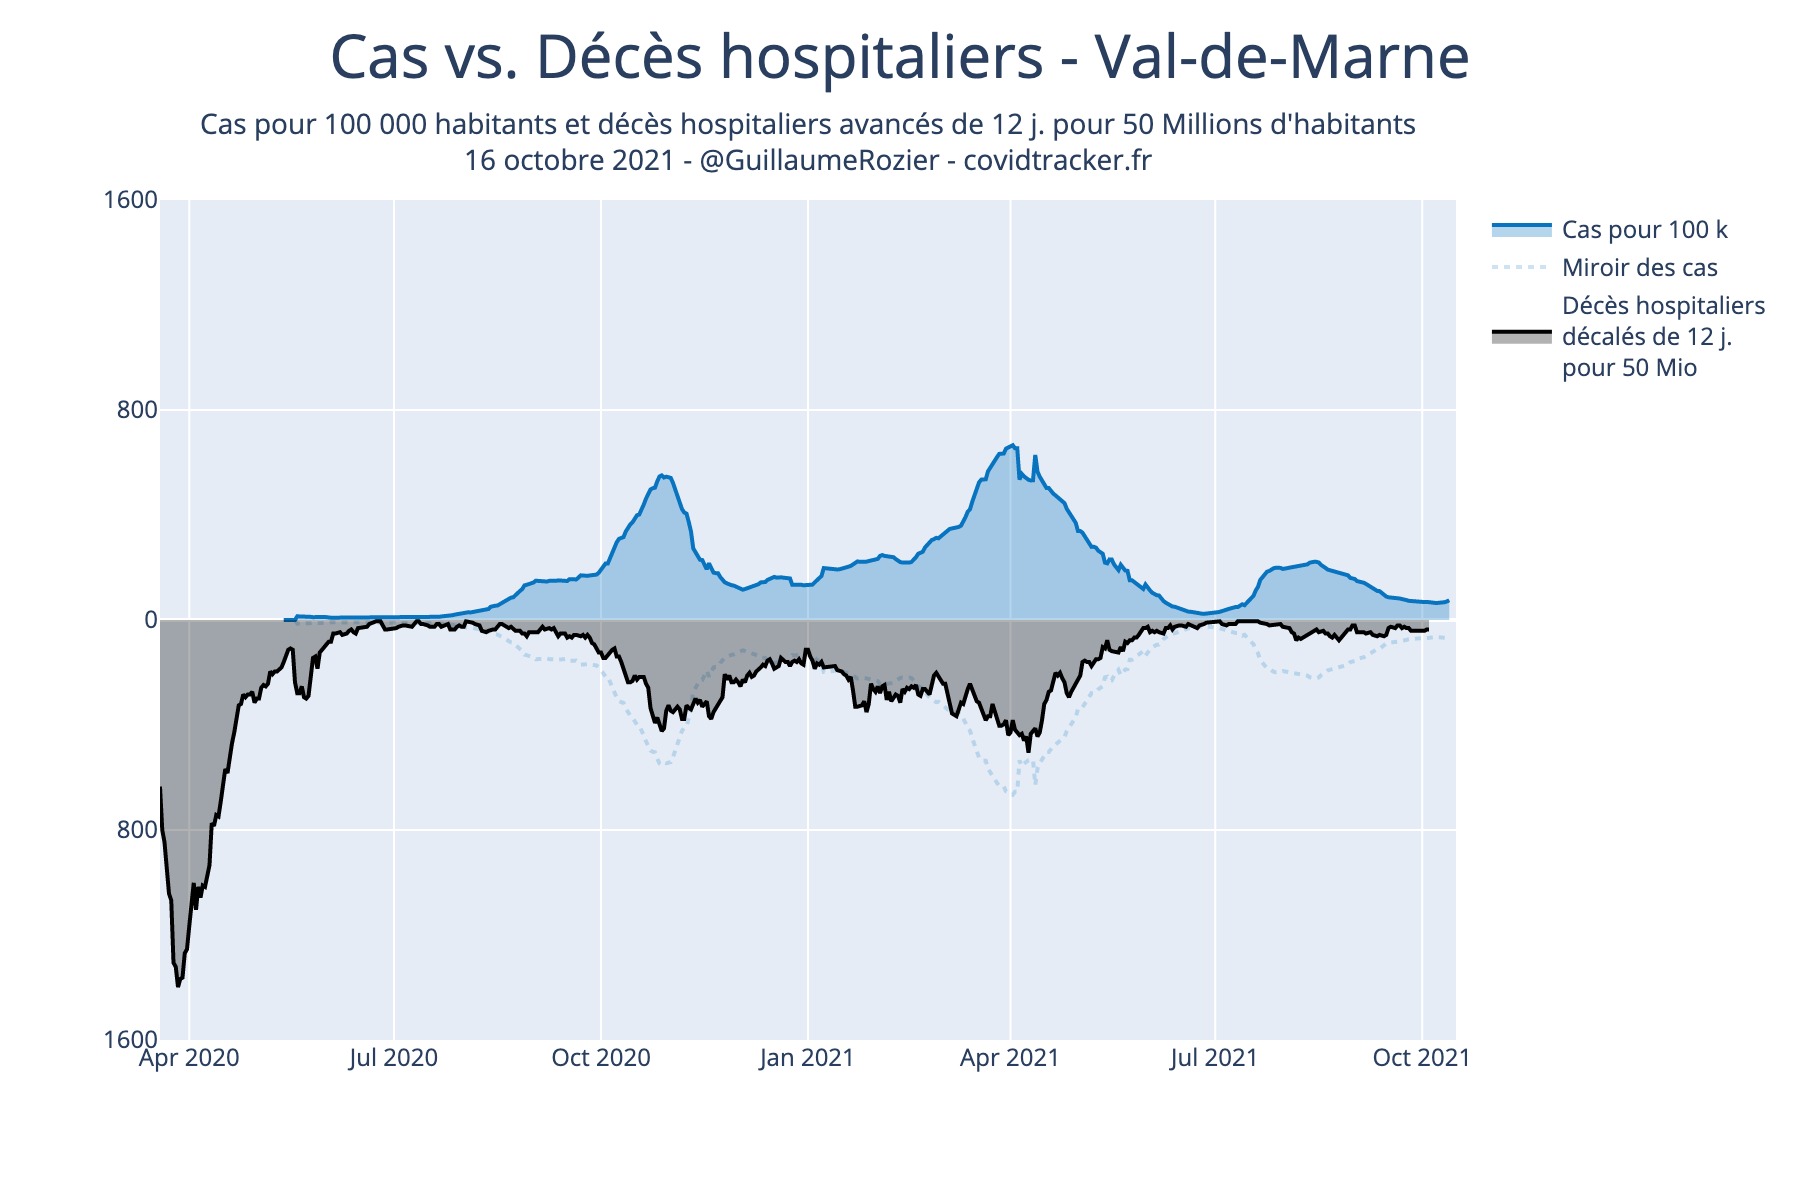 Cas vs. Décès hospitaliers - Val-de-Marne
Cas pour 100 000 habitants et décès hospitaliers avancés de 12 j. pour 50 Millions d'habitants
16 octobre 2021 - @GuillaumeRozier - covidtracker.fr
1600
800
0
800
1600
Apr 2020
Jul 2020
Oct 2020
Jan 2021
Apr 2021
Jul 2021
Oct 2021
Cas pour 100 k
Miroir des cas
Décès hospitaliers
décalés de 12 j.
pour 50 Mio